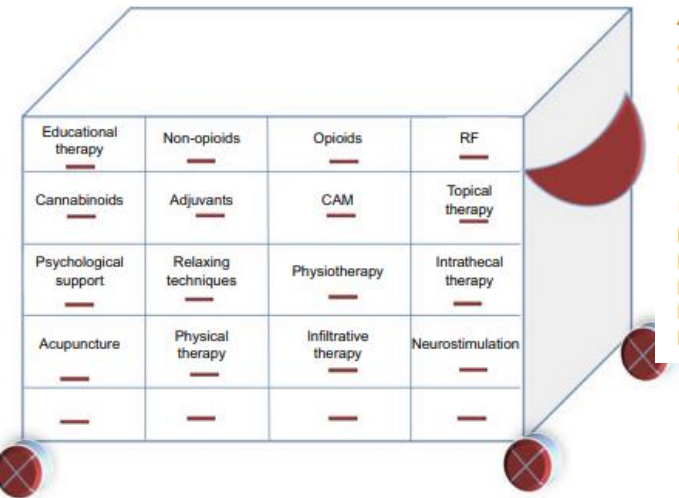 Educational
therapy
Non-opioids
Opioids
RF
Cannabinoids
Adjuvants
CAM
Topical
therapy
Psychological
support
Relaxing
techniques
Physiotherapy
Intrathecal
therapy
Acupuncture
Physical
therapy
Infiltrative
therapy
Neurostimulation